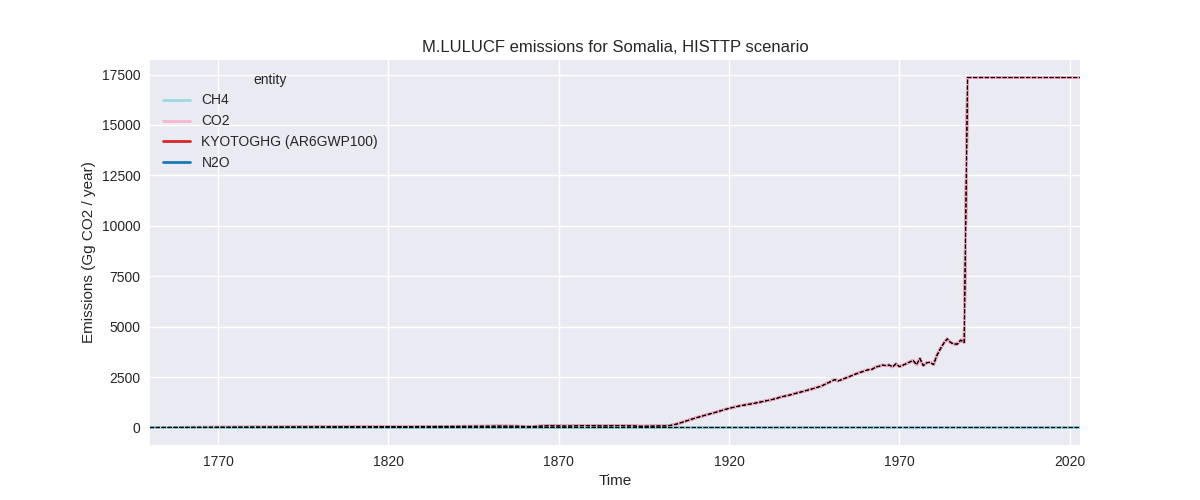 M.LULUCF emissions for Somalia, HISTTP scenario
Emissions (Gg CO2 / year)
17500
15000
12500
10000
7500
5000
2500
0
entity
CH4
CO2
KYOTOGHG (AR6GWP100)
N2O
1770
1820
1870
1920
1970
2020
Time